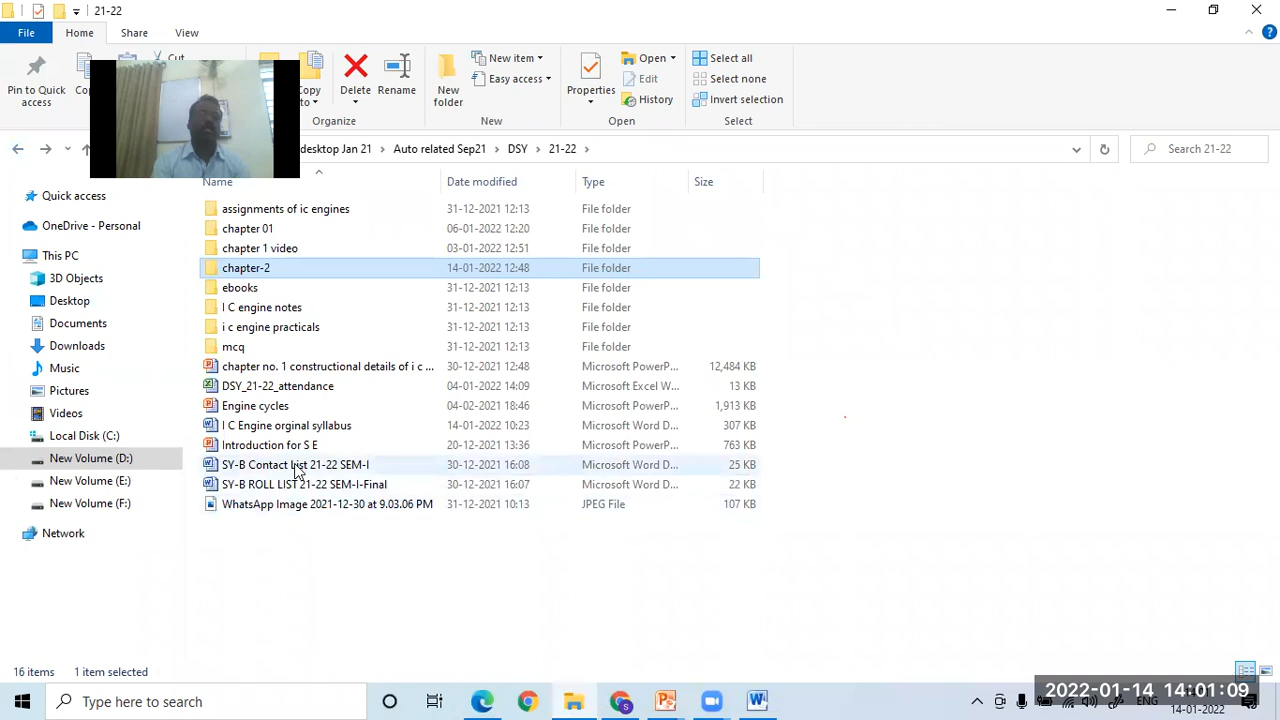 21-22
File
Home
Share
View
Pin to Quick access
Cut
Copy to
Delete
Rename
New folder
New item
Easy access
Properties
Open
Edit
History
Select all
Select none
Invert selection
Organize
New
Open
Select
desktop Jan 21 > Auto related Sep21 > DSY > 21-22 >
Search 21-22
Name Date modified Type Size
Quick access
OneDrive - Personal
This PC
3D Objects
Desktop
Documents
Downloads
Music
Pictures
Videos
Local Disk (C:)
New Volume (D:)
New Volume (E:)
New Volume (F:)
Network
assignments of ic engines 31-12-2021 12:13 File folder
chapter 01 06-01-2022 12:20 File folder
chapter 1 video 03-01-2022 12:51 File folder
chapter-2 14-01-2022 12:48 File folder
ebooks 31-12-2021 12:13 File folder
I C engine notes 31-12-2021 12:13 File folder
i c engine practicals 31-12-2021 12:13 File folder
mcq 31-12-2021 12:13 File folder
chapter no. 1 constructional details of i c ... 30-12-2021 12:48 Microsoft PowerP... 12,484 KB
DSY_21-22_attendance 04-01-2022 14:09 Microsoft Excel W... 13 KB
Engine cycles 04-02-2021 18:46 Microsoft PowerP... 1,913 KB
I C Engine orginal syllabus 14-01-2022 10:23 Microsoft Word D... 307 KB
Introduction for S E 20-12-2021 13:36 Microsoft PowerP... 763 KB
SY-B Contact List 21-22 SEM-I 30-12-2021 16:08 Microsoft Word D... 25 KB
SY-B ROLL LIST 21-22 SEM-I-Final 30-12-2021 16:07 Microsoft Word D... 22 KB
WhatsApp Image 2021-12-30 at 9.03.06 PM 31-12-2021 10:13 JPEG File 107 KB
16 items 1 item selected
Type here to search
ENG
2022-01-14 14:01:09
14-01-2022